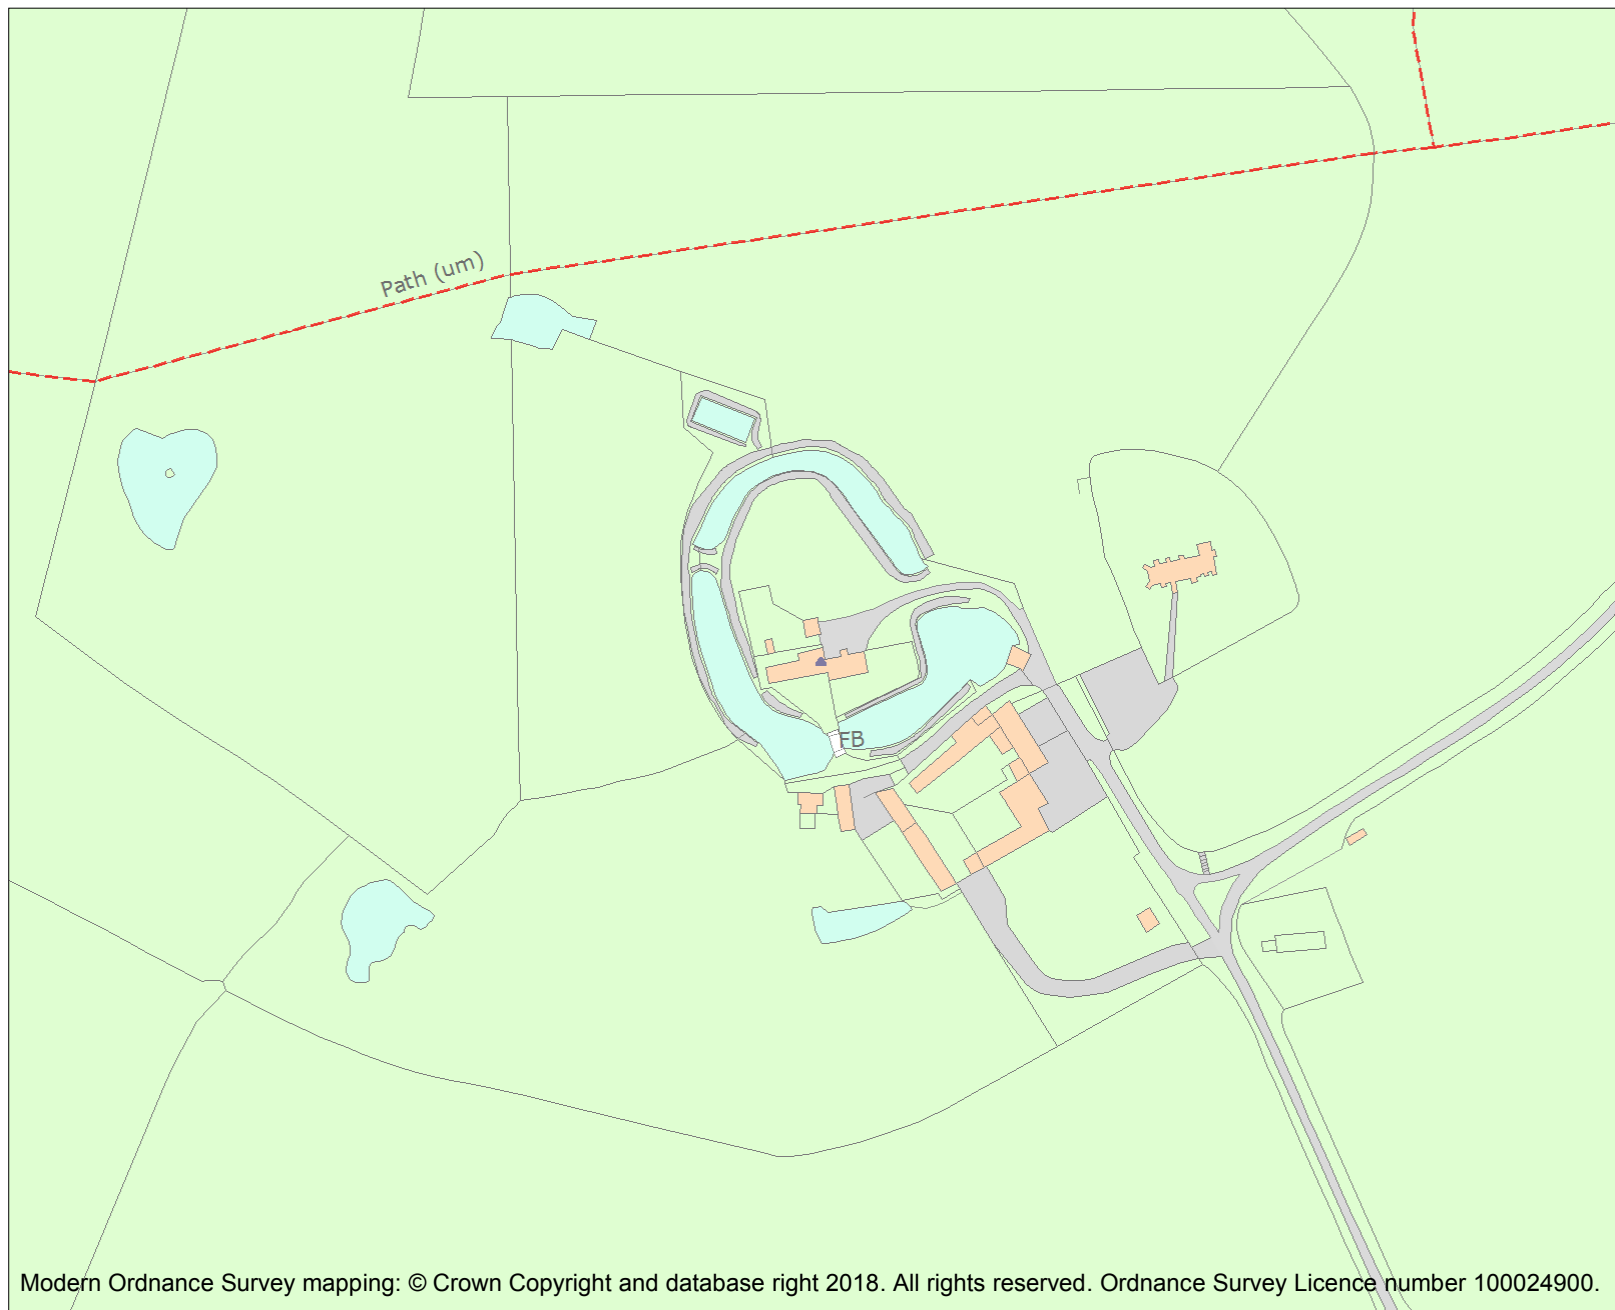 Path (um)
FB
Modern Ordnance Survey mapping: © Crown Copyright and database right 2018. All rights reserved. Ordnance Survey Licence number 100024900.